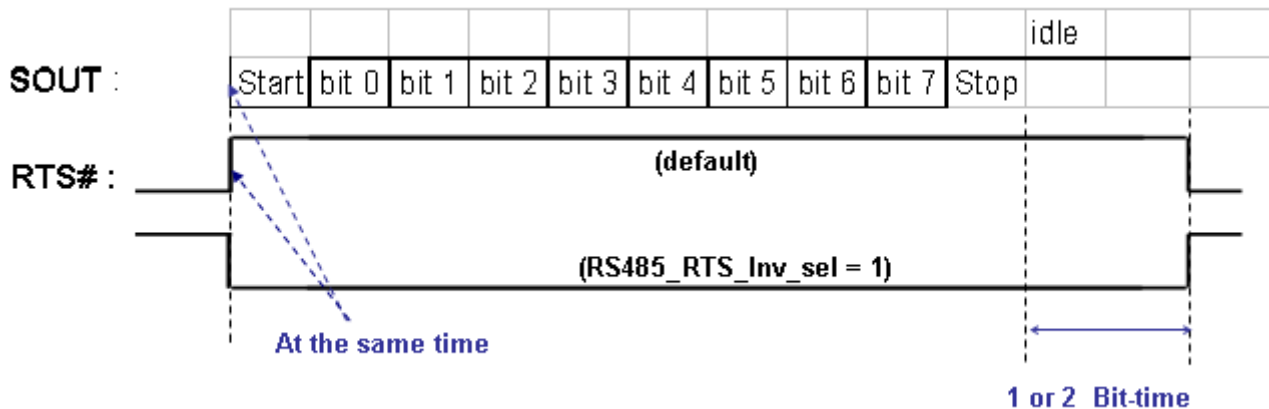 idle
SOUT : Start bit 0 bit 1 bit 2 bit 3 bit 4 bit 5 bit 6 bit 7 Stop
(default)
RTS# :
(RS485_RTS_Inv_sel = 1)
At the same time
1 or 2 Bit-time